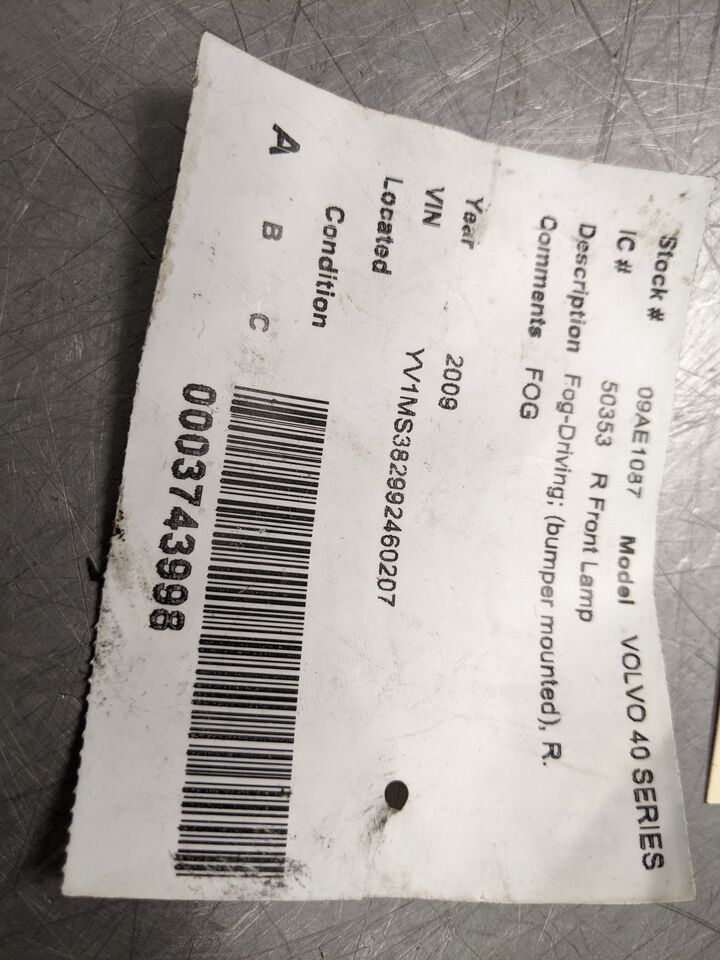 Stock # 09AE1087 Model VOLVO 40 SERIES
IC # 50353 R Front Lamp
Description Fog-Driving; (bumper mounted), R.
Comments FOG
Year 2009
VIN YV1MS382992460207
Located
Condition
A B C
0003743998